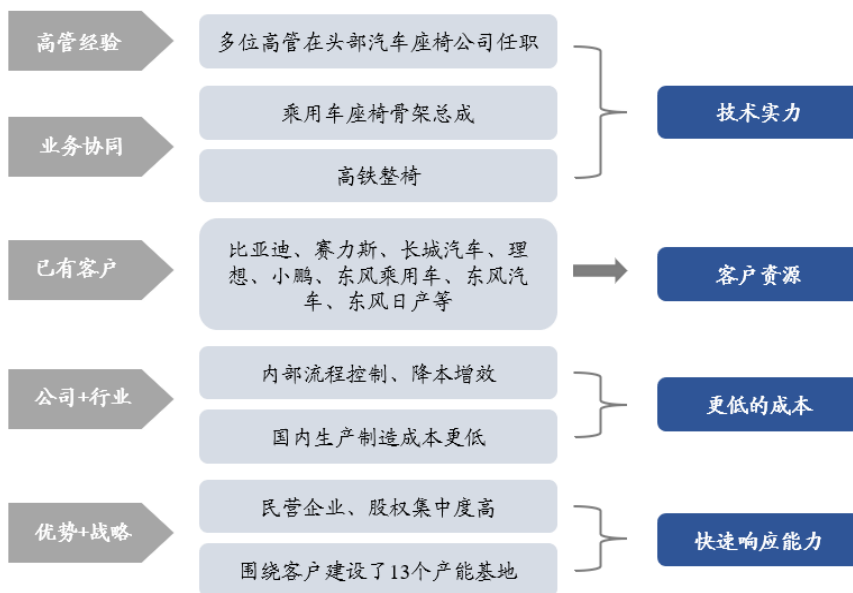 高管经验
多位高管在头部汽车座椅公司任职
乘用车座椅骨架总成
技术实力
业务协同
高铁整椅
已有客户
比亚迪、赛力斯、长城汽车、理
想、小鹏、东风乘用车、东风汽
车、东风日产等
客户资源
公司+行业
内部流程控制、降本增效
国内生产制造成本更低
更低的成本
优势+战略
民营企业、股权集中度高
围绕客户建设了13个产能基地
快速响应能力